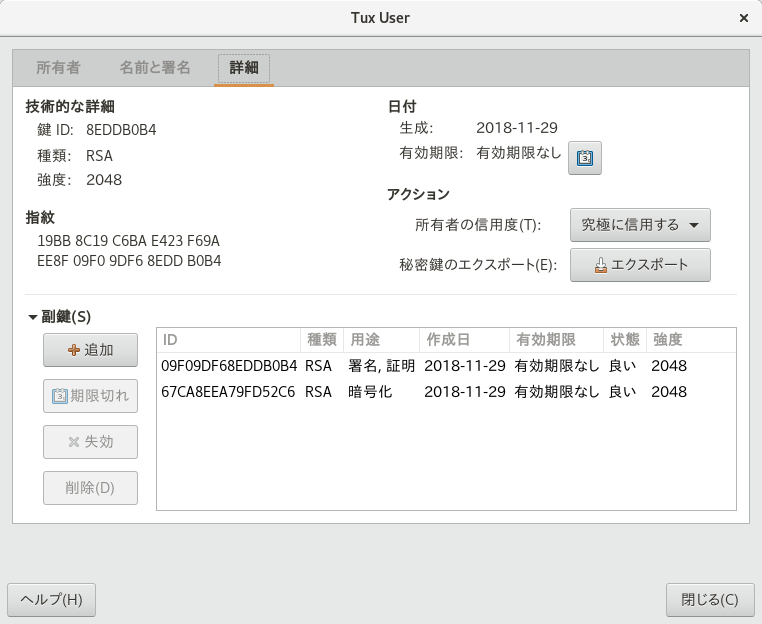 Tux User
所有者 名前と署名 詳細
技術的な詳細
鍵 ID: 8EDDB0B4
種類: RSA
強度: 2048
指紋
19BB 8C19 C6BA E423 F69A
EE8F 09F0 9DF6 8EDD B0B4
日付
生成: 2018-11-29
有効期限: 有効期限なし
アクション
所有者の信用度(T): 究極に信用する
秘密鍵のエクスポート(E): エクスポート
副鍵(S)
追加
期限切れ
失効
削除(D)
ID 種類 用途 作成日 有効期限 状態 強度
09F09DF68EDDB0B4 RSA 署名, 証明 2018-11-29 有効期限なし 良い 2048
67CA8EEA79FD52C6 RSA 暗号化 2018-11-29 有効期限なし 良い 2048
ヘルプ(H) 閉じる(C)